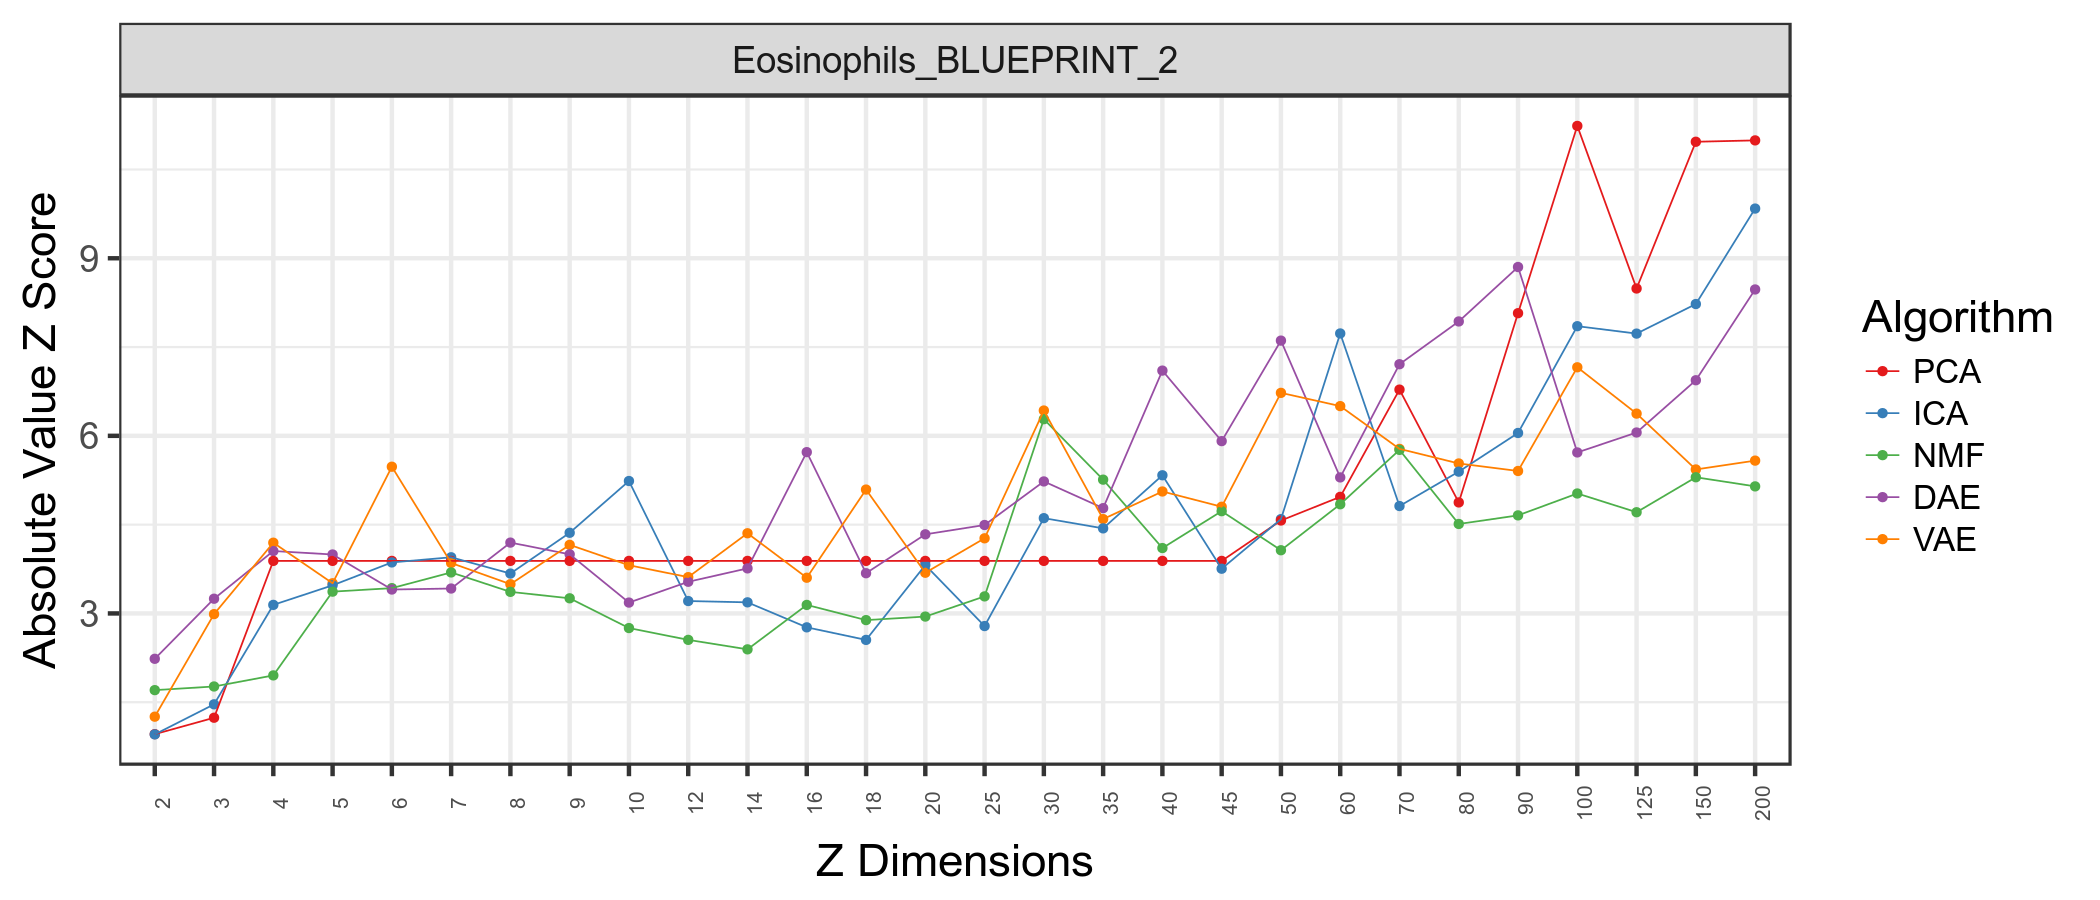 Eosinophils_BLUEPRINT_2
Absolute Value Z Score
9
6
3
2 3 4 5 6 7 8 9 10 12 14 16 18 20 25 30 35 40 45 50 60 70 80 90 100 125 150 200
Z Dimensions
Algorithm
PCA
ICA
NMF
DAE
VAE